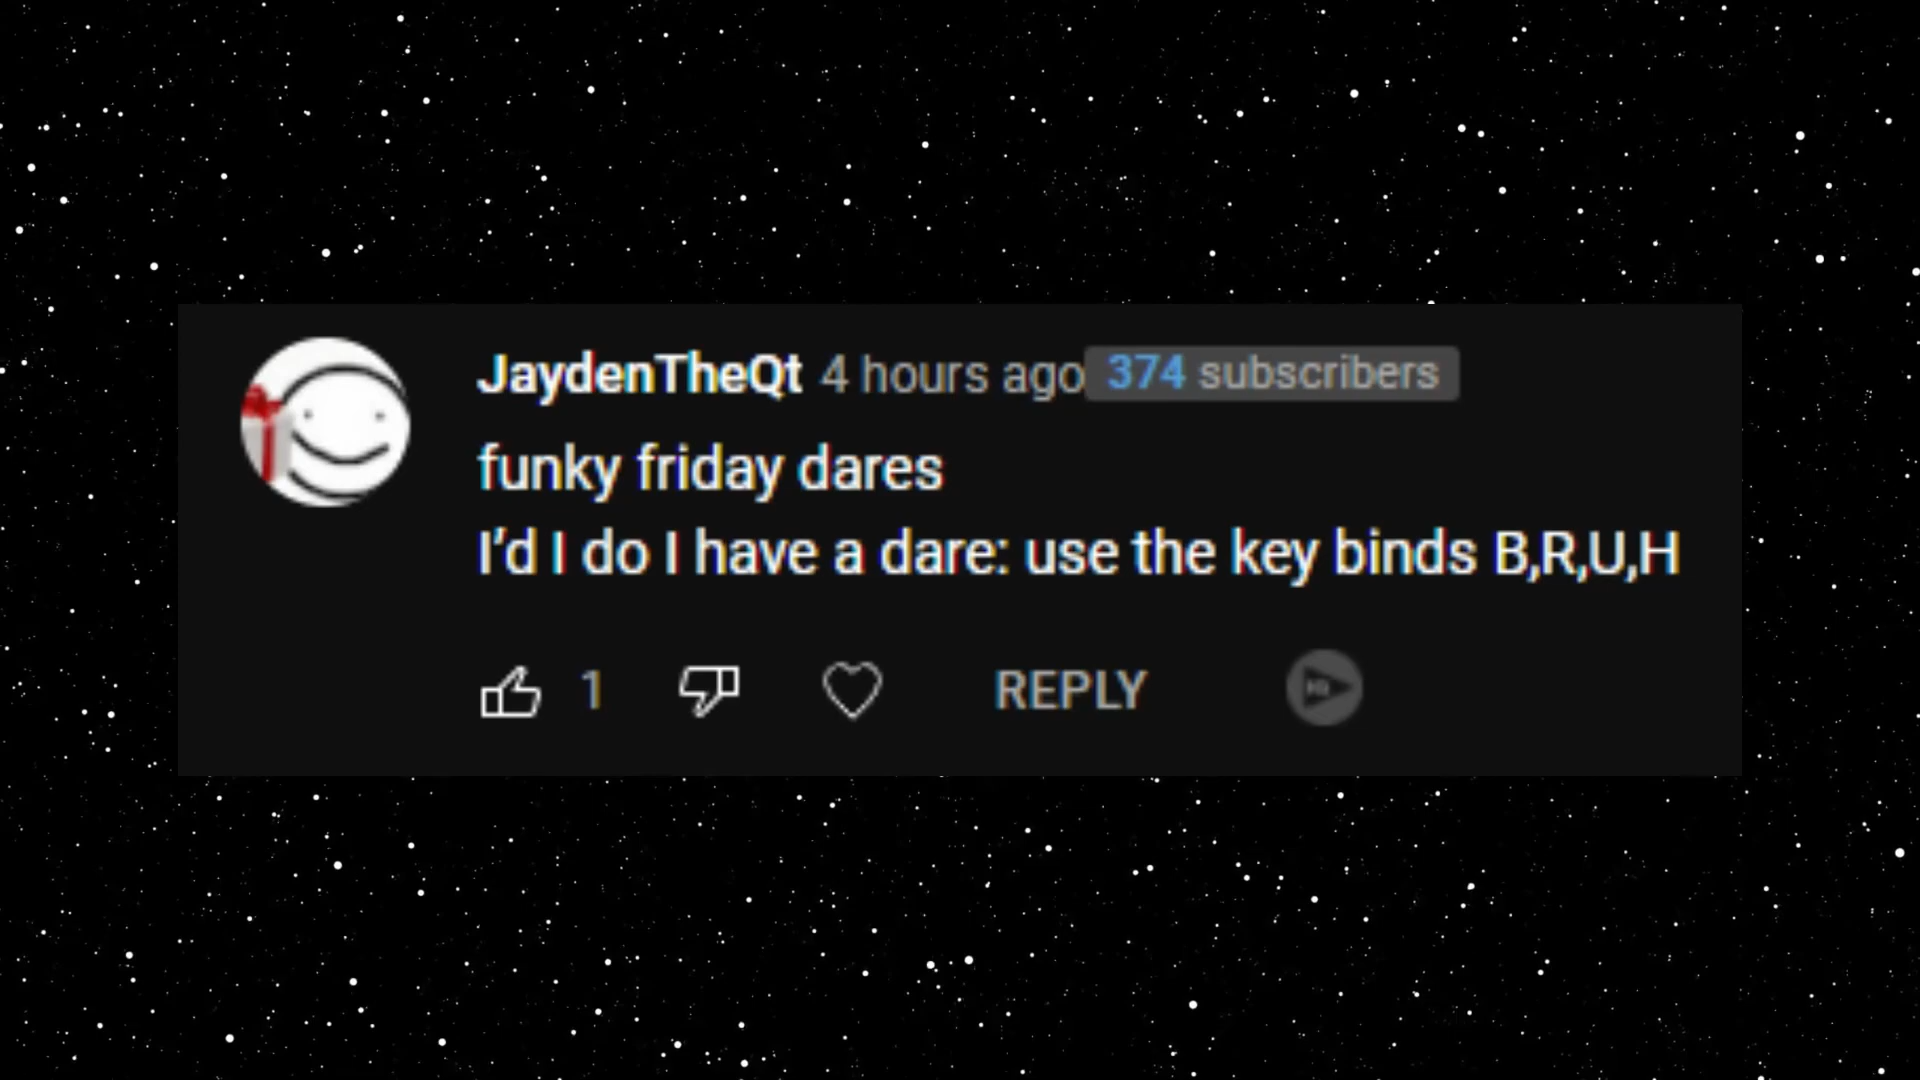 JaydenTheQt 4 hours ago 374 subscribers
funky friday dares
I'd I do I have a dare: use the key binds B,R,U,H
1 REPLY